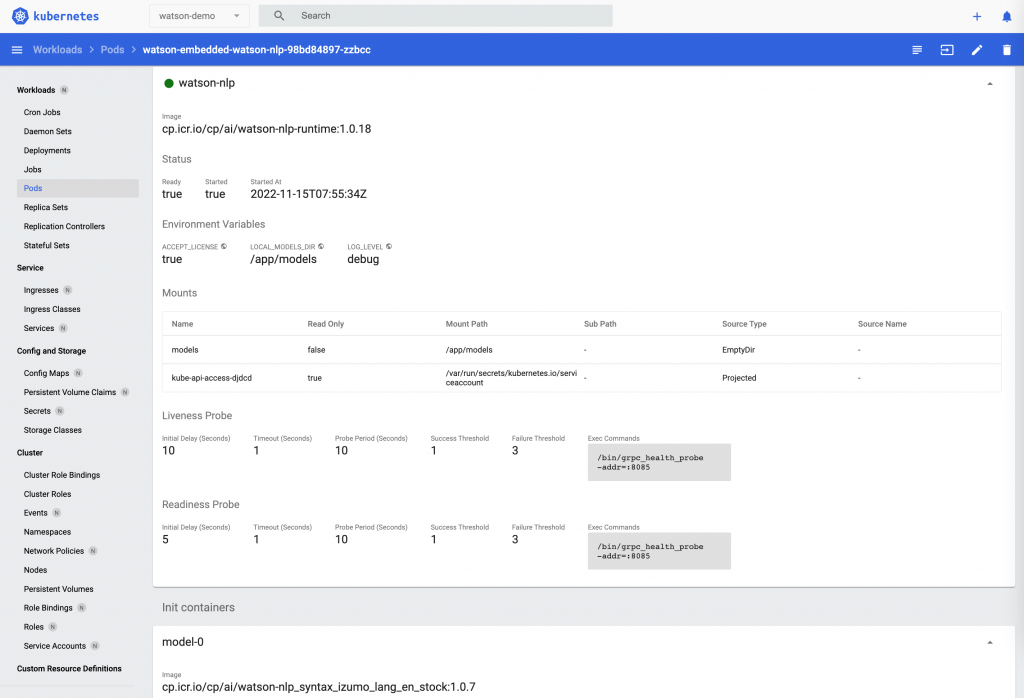 kubernetes
watson-demo
Search
Workloads > Pods > watson-embedded-watson-nlp-98bd84897-zzbcc
Workloads N
Cron Jobs
Daemon Sets
Deployments
Jobs
Pods
Replica Sets
Replication Controllers
Stateful Sets
Service
Ingresses N
Ingress Classes
Services N
Config and Storage
Config Maps N
Persistent Volume Claims N
Secrets N
Storage Classes
Cluster
Cluster Role Bindings
Cluster Roles
Events N
Namespaces
Network Policies N
Nodes
Persistent Volumes
Role Bindings N
Roles N
Service Accounts N
Custom Resource Definitions
watson-nlp
Image
cp.icr.io/cp/ai/watson-nlp-runtime:1.0.18
Status
Ready Started Started At
true true 2022-11-15T07:55:34Z
Environment Variables
ACCEPT_LICENSE LOCAL_MODELS_DIR LOG_LEVEL
true /app/models debug
Mounts
Name Read Only Mount Path Sub Path Source Type Source Name
models false /app/models - EmptyDir -
kube-api-access-djdcd true /var/run/secrets/kubernetes.io/servi
ceaccount - Projected -
Liveness Probe
Initial Delay (Seconds) Timeout (Seconds) Probe Period (Seconds) Success Threshold Failure Threshold Exec Commands
10 1 10 1 3
/bin/grpc_health_probe
-addr=:8085
Readiness Probe
Initial Delay (Seconds) Timeout (Seconds) Probe Period (Seconds) Success Threshold Failure Threshold Exec Commands
5 1 10 1 3
/bin/grpc_health_probe
-addr=:8085
Init containers
model-0
Image
cp.icr.io/cp/ai/watson-nlp_syntax_izumo_lang_en_stock:1.0.7